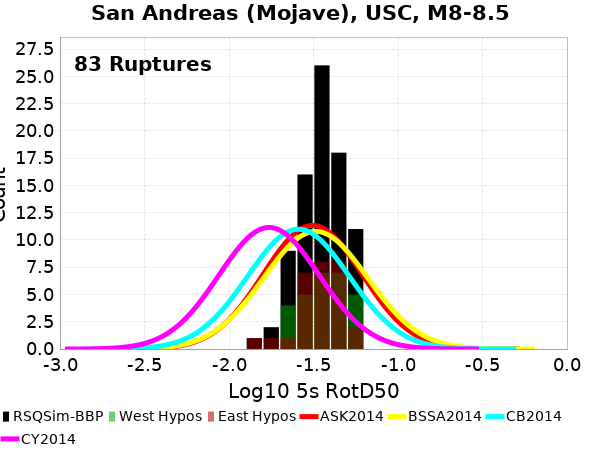 San Andreas (Mojave), USC, M8-8.5
83 Ruptures
27.5
25.0
22.5
20.0
17.5
15.0
12.5
10.0
7.5
5.0
2.5
0.0
Count
-3.0 -2.5 -2.0 -1.5 -1.0 -0.5 0.0
Log10 5s RotD50
RSQSim-BBP West Hypos East Hypos ASK2014 BSSA2014 CB2014
CY2014